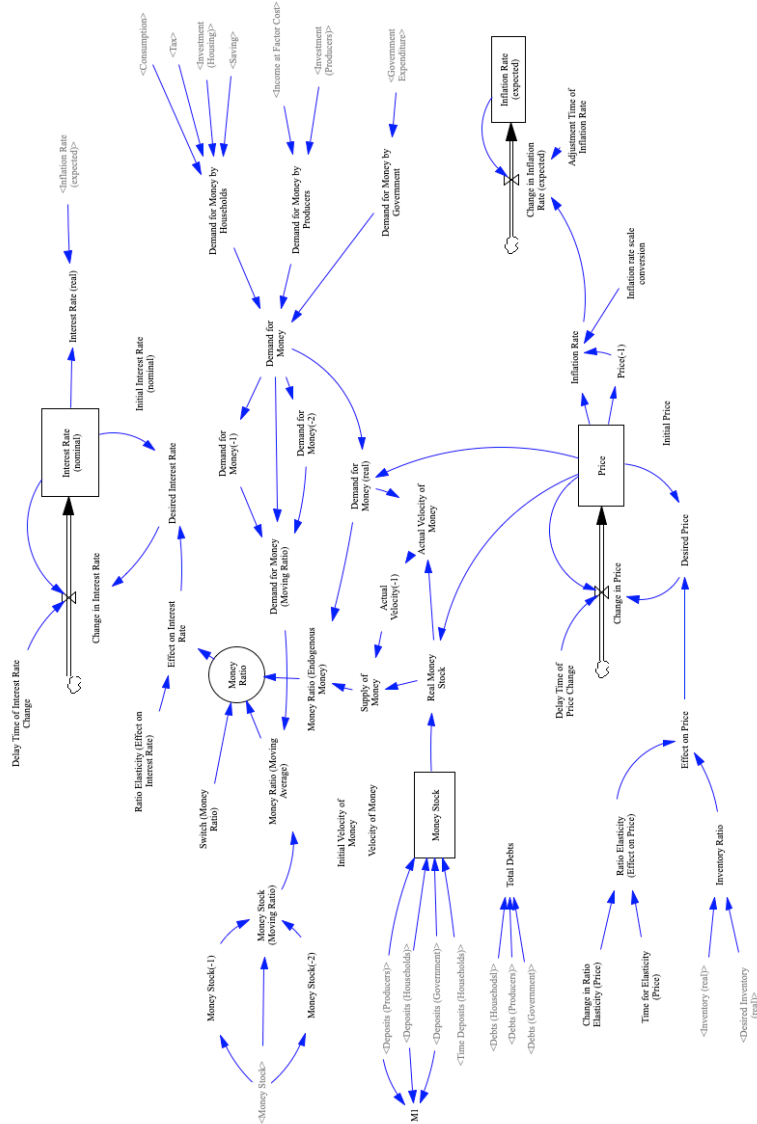 Delay Time of Interest Rate
Change
Change in Interest Rate
Interest Rate
(nominal)
Interest Rate (real)
<Inflation Rate
(expected)>
Initial Interest Rate
(nominal)
Ratio Elasticity (Effect on
Interest Rate)
Effect on Interest
Rate
Desired Interest Rate
<Consumption>
<Tax>
<Investment
(Housing)>
<Saving>
<Income at Factor Cost>
<Investment
(Producers)>
<Government
Expenditure>
Demand for Money by
Households
Demand for Money by
Producers
Demand for Money by
Government
Demand for
Money
Demand for
Money(-1)
Demand for
Money(-2)
Demand for Money
(Moving Ratio)
Demand for
Money (real)
Switch (Money
Ratio)
Money
Ratio
Money Ratio (Moving
Average)
Money Ratio (Endogenous
Money)
Money Stock(-1)
Money Stock
(Moving Ratio)
Money Stock(-2)
<Money Stock>
Initial Velocity of
Money
Velocity of Money
Supply of
Money
Actual
Velocity(-1)
Actual Velocity of
Money
Real Money
Stock
Money Stock
<Deposits (Producers)>
<Deposits (Households)>
<Deposits (Government)>
<Time Deposits (Households)>
M1
<Debts (Househodsl)>
<Debts (Producers)>
<Debts (Government)>
Total Debts
Inflation Rate
(expected)
Change in Inflation
Rate (expected)
Adjustment Time of
Inflation Rate
Inflation Rate
Inflation rate scale
conversion
Price(-1)
Delay Time of
Price Change
Change in Price
Price
Initial Price
Desired Price
Effect on Price
Change in Ratio
Elasticity (Price)
Time for Elasticity
(Price)
Ratio Elasticity
(Effect on Price)
<Inventory (real)>
<Desired Inventory
(real)>
Inventory Ratio